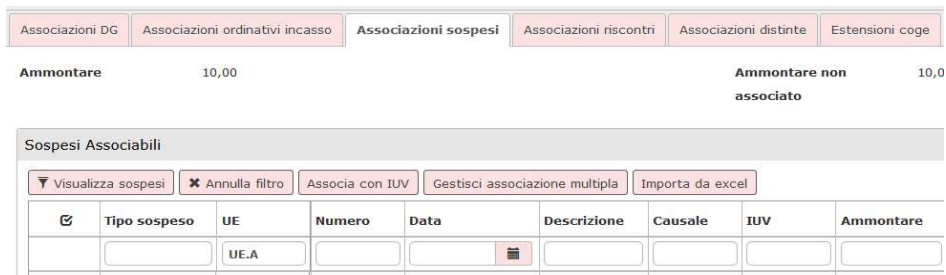 Associazioni DG Associazioni ordinativi incasso Associazioni sospesi Associazioni riscontri Associazioni distinte Estensioni coge
Ammontare 10,00 Ammontare non 10,0
associato
Sospesi Associabili
Visualizza sospesi Annulla filtro Associa con IUV Gestisci associazione multipla Importa da excel
Tipo sospeso UE Numero Data Descrizione Causale IUV Ammontare
UE.A